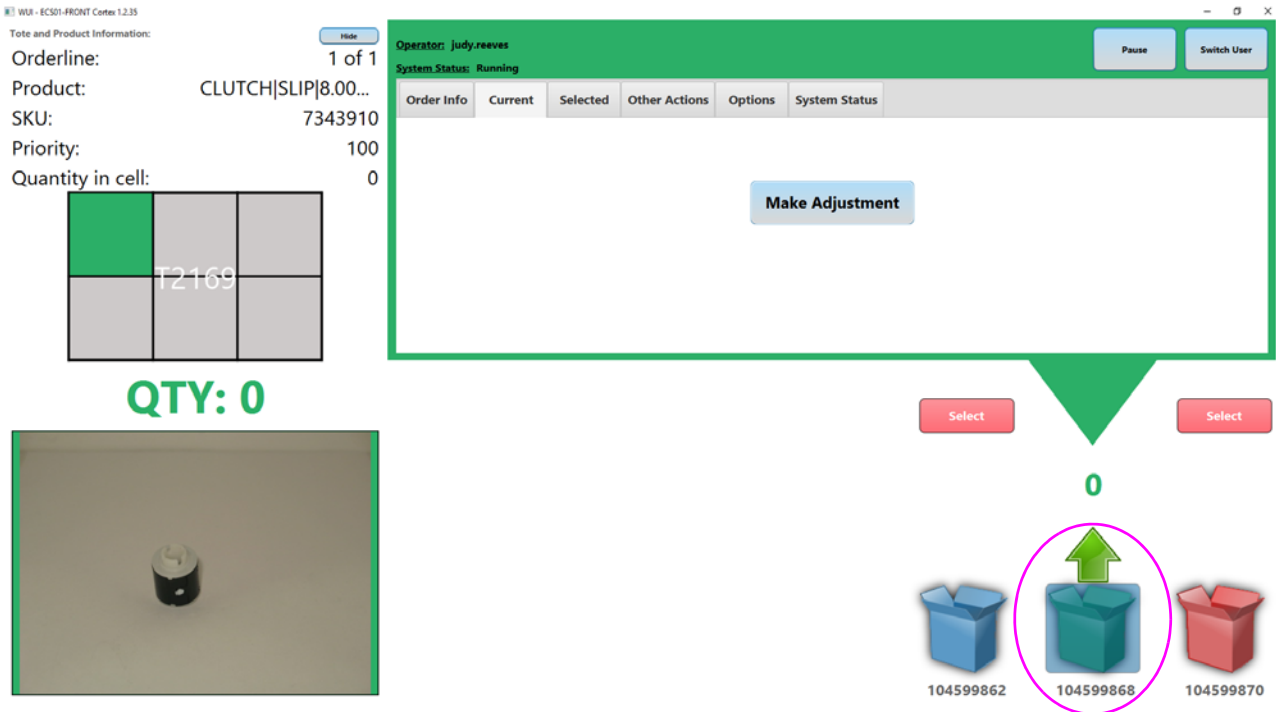 WUI - ECS01-FRONT Cortex 1.2.35
Tote and Product Information:
Hide
Orderline: 1 of 1
Product: CLUTCH|SLIP|8.00...
SKU: 7343910
Priority: 100
Quantity in cell: 0
T2169
QTY: 0
Operator: judy.reeves
System Status: Running
Pause
Switch User
Order Info Current Selected Other Actions Options System Status
Make Adjustment
Select
Select
0
104599862
104599868
104599870